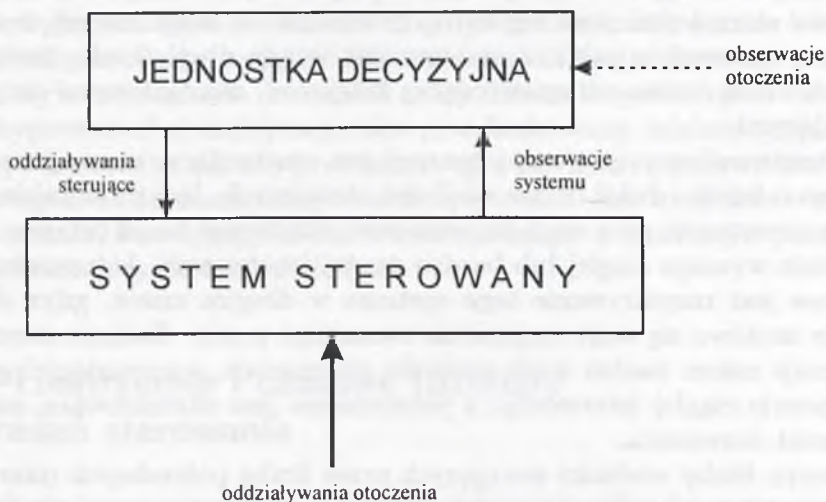 JEDNOSTKA DECYZYJNA
obserwacje
otoczenia
oddziaływania
sterujące
obserwacje
systemu
SYSTEM STEROWANY
oddziaływania otoczenia